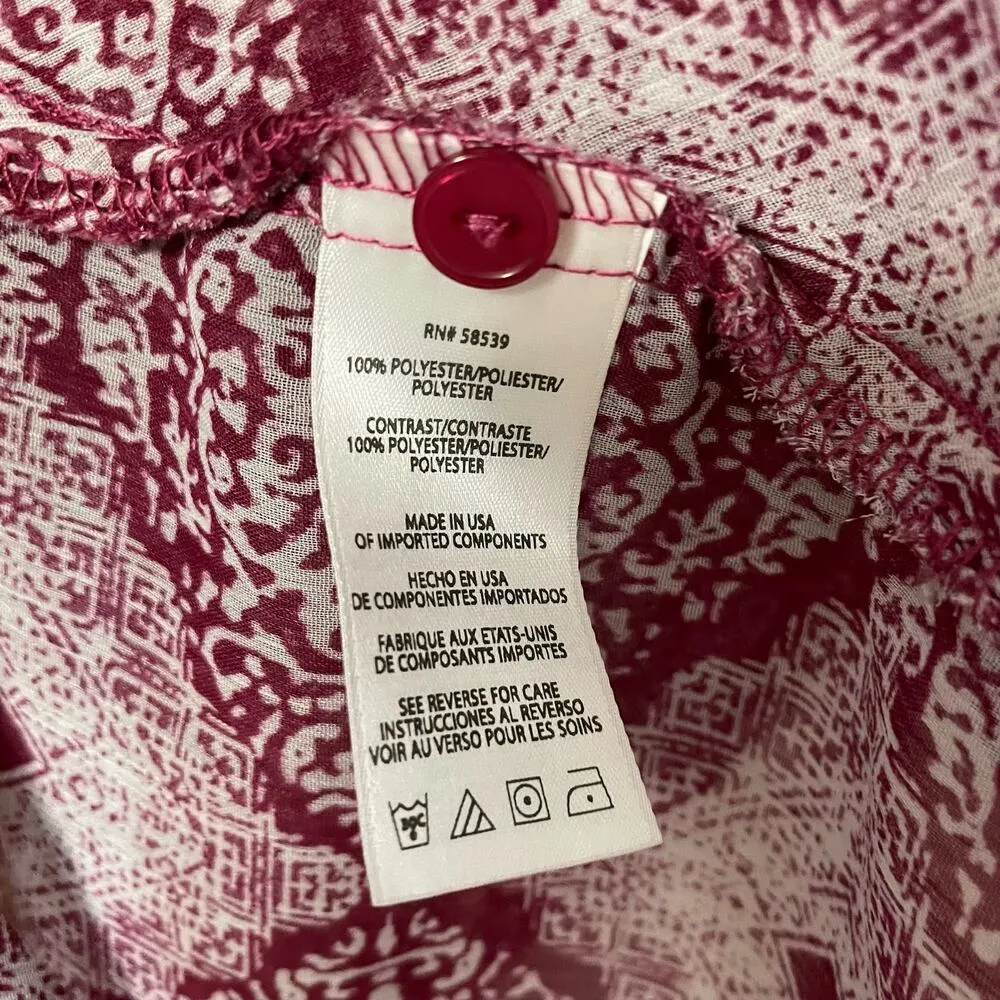 RN# 58539
100% POLYESTER/POLIESTER/
POLYESTER
CONTRAST/CONTRASTE
100% POLYESTER/POLIESTER/
POLYESTER
MADE IN USA
OF IMPORTED COMPONENTS
HECHO EN USA
DE COMPONENTES IMPORTADOS
FABRIQUE AUX ETATS-UNIS
DE COMPOSANTS IMPORTES
SEE REVERSE FOR CARE
INSTRUCCIONES AL REVERSO
VOIR AU VERSO POUR LES SOINS